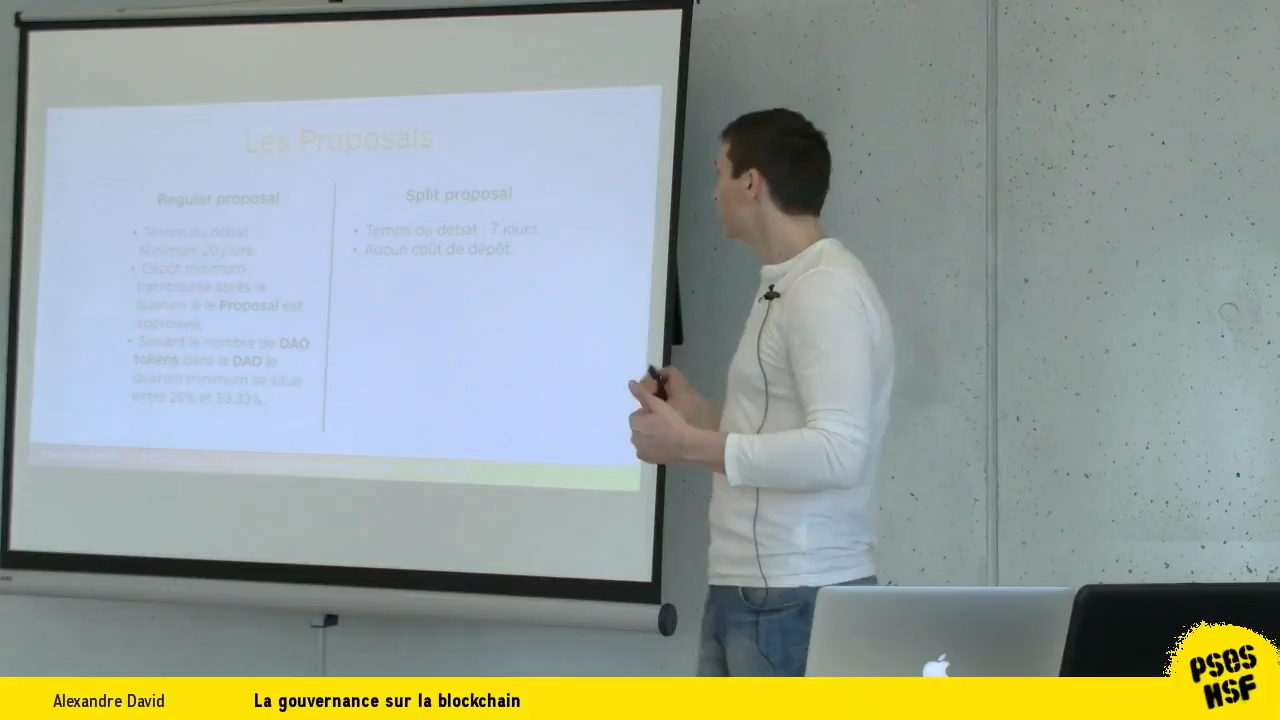 Les Proposals
Regular proposal
• Temps du débat :
Minimum 20 jours
• Dépôt minimum
(remboursé après le
quorum si le Proposal est
approuvé)
• Suivant le nombre de DAO
tokens dans la DAO le
quorum minimum se situe
entre 20% et 53.33%.
Split proposal
• Temps du débat : 7 jours.
• Aucun coût de dépôt.
Alexandre David
La gouvernance sur la blockchain
PSES
HSF